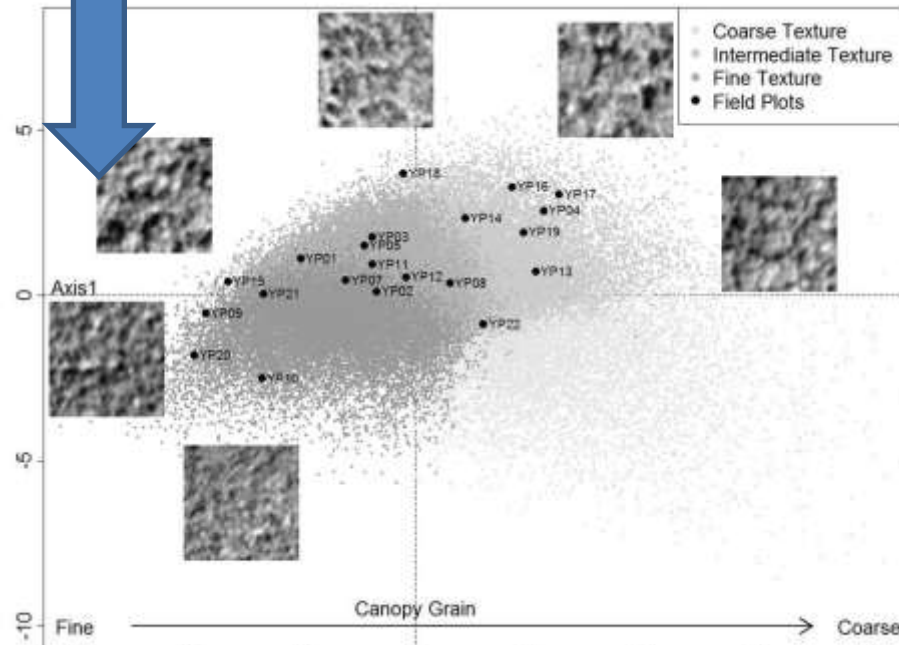 Coarse Texture
Intermediate Texture
Fine Texture
Field Plots
5
YP18
YP16
YP17
YP04
YP14
YP19
YP03
YP05
YP01
YP11
YP13
YP15
YP07
YP12
YP08
Axis1
0
YP21
YP02
YP09
YP22
YP20
YP10
-5
Canopy Grain
-10
Fine
Coarse